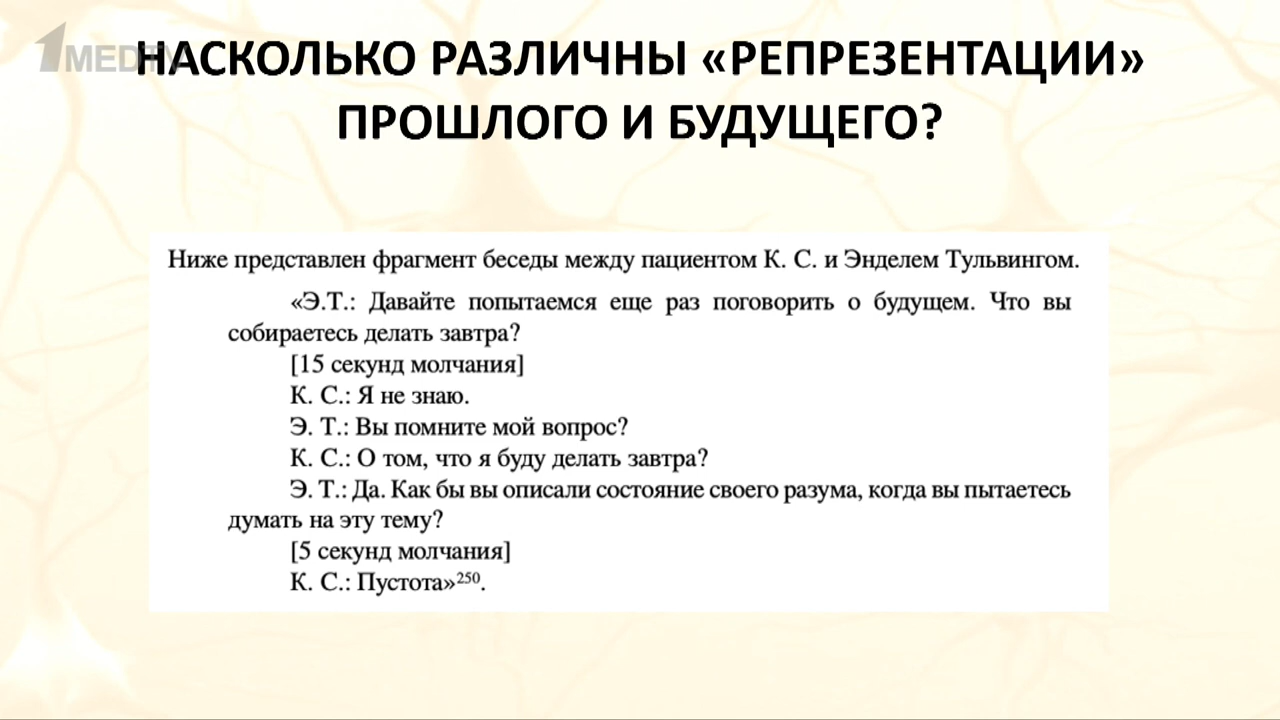 1MEDTV
НАСКОЛЬКО РАЗЛИЧНЫ «РЕПРЕЗЕНТАЦИИ»
ПРОШЛОГО И БУДУЩЕГО?
Ниже представлен фрагмент беседы между пациентом К. С. и Энделем Тульвингом.
«Э.Т.: Давайте попытаемся еще раз поговорить о будущем. Что вы
собираетесь делать завтра?
[15 секунд молчания]
К. С.: Я не знаю.
Э. Т.: Вы помните мой вопрос?
К. С.: О том, что я буду делать завтра?
Э. Т.: Да. Как бы вы описали состояние своего разума, когда вы пытаетесь
думать на эту тему?
[5 секунд молчания]
К. С.: Пустота»²⁵⁰.